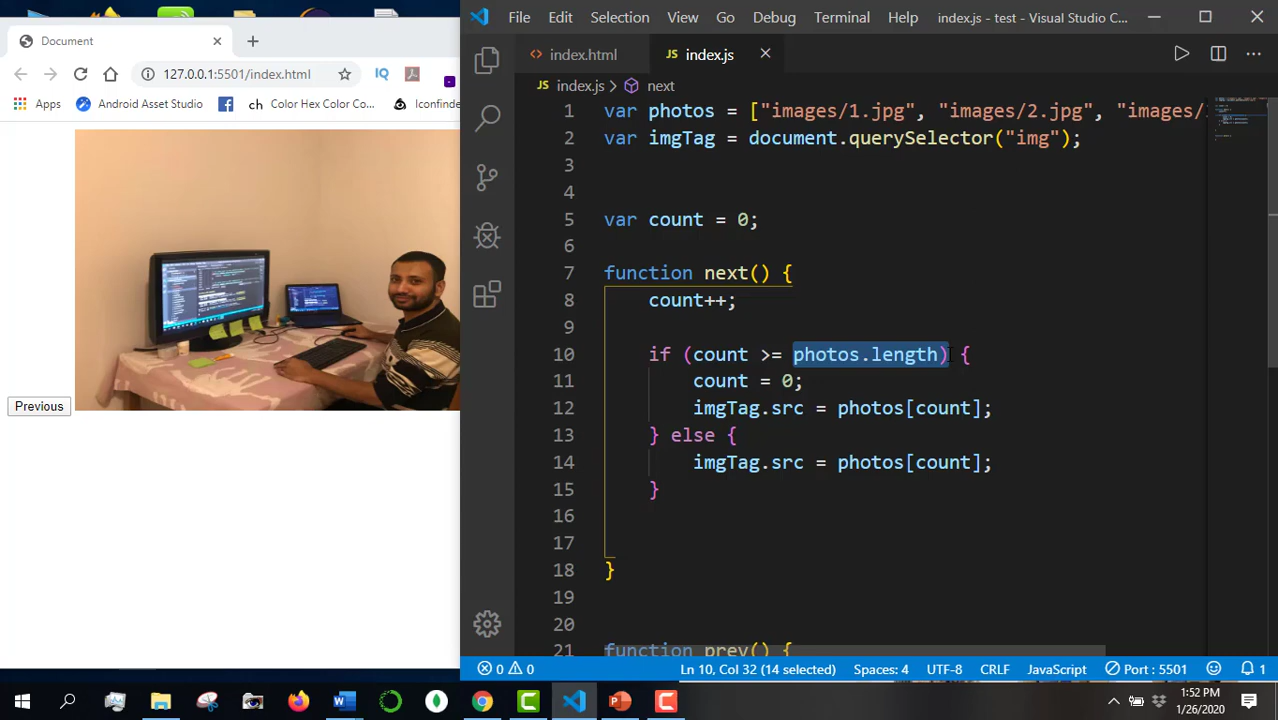 Document
127.0.0.1:5501/index.html
IQ
Apps
Android Asset Studio
ch Color Hex Color Co...
Iconfinde
Previous
File Edit Selection View Go Debug Terminal Help index.js - test - Visual Studio C...
index.html
JS index.js
JS index.js > next
1 var photos = ["images/1.jpg", "images/2.jpg", "images/
2 var imgTag = document.querySelector("img");
3
4
5 var count = 0;
6
7 function next() {
8 count++;
9
10 if (count >= photos.length) {
11 count = 0;
12 imgTag.src = photos[count];
13 } else {
14 imgTag.src = photos[count];
15 }
16
17
18 }
19
20
21 function prev() {
0 0 Ln 10, Col 32 (14 selected) Spaces: 4 UTF-8 CRLF JavaScript Port : 5501 1
1:52 PM
1/26/2020